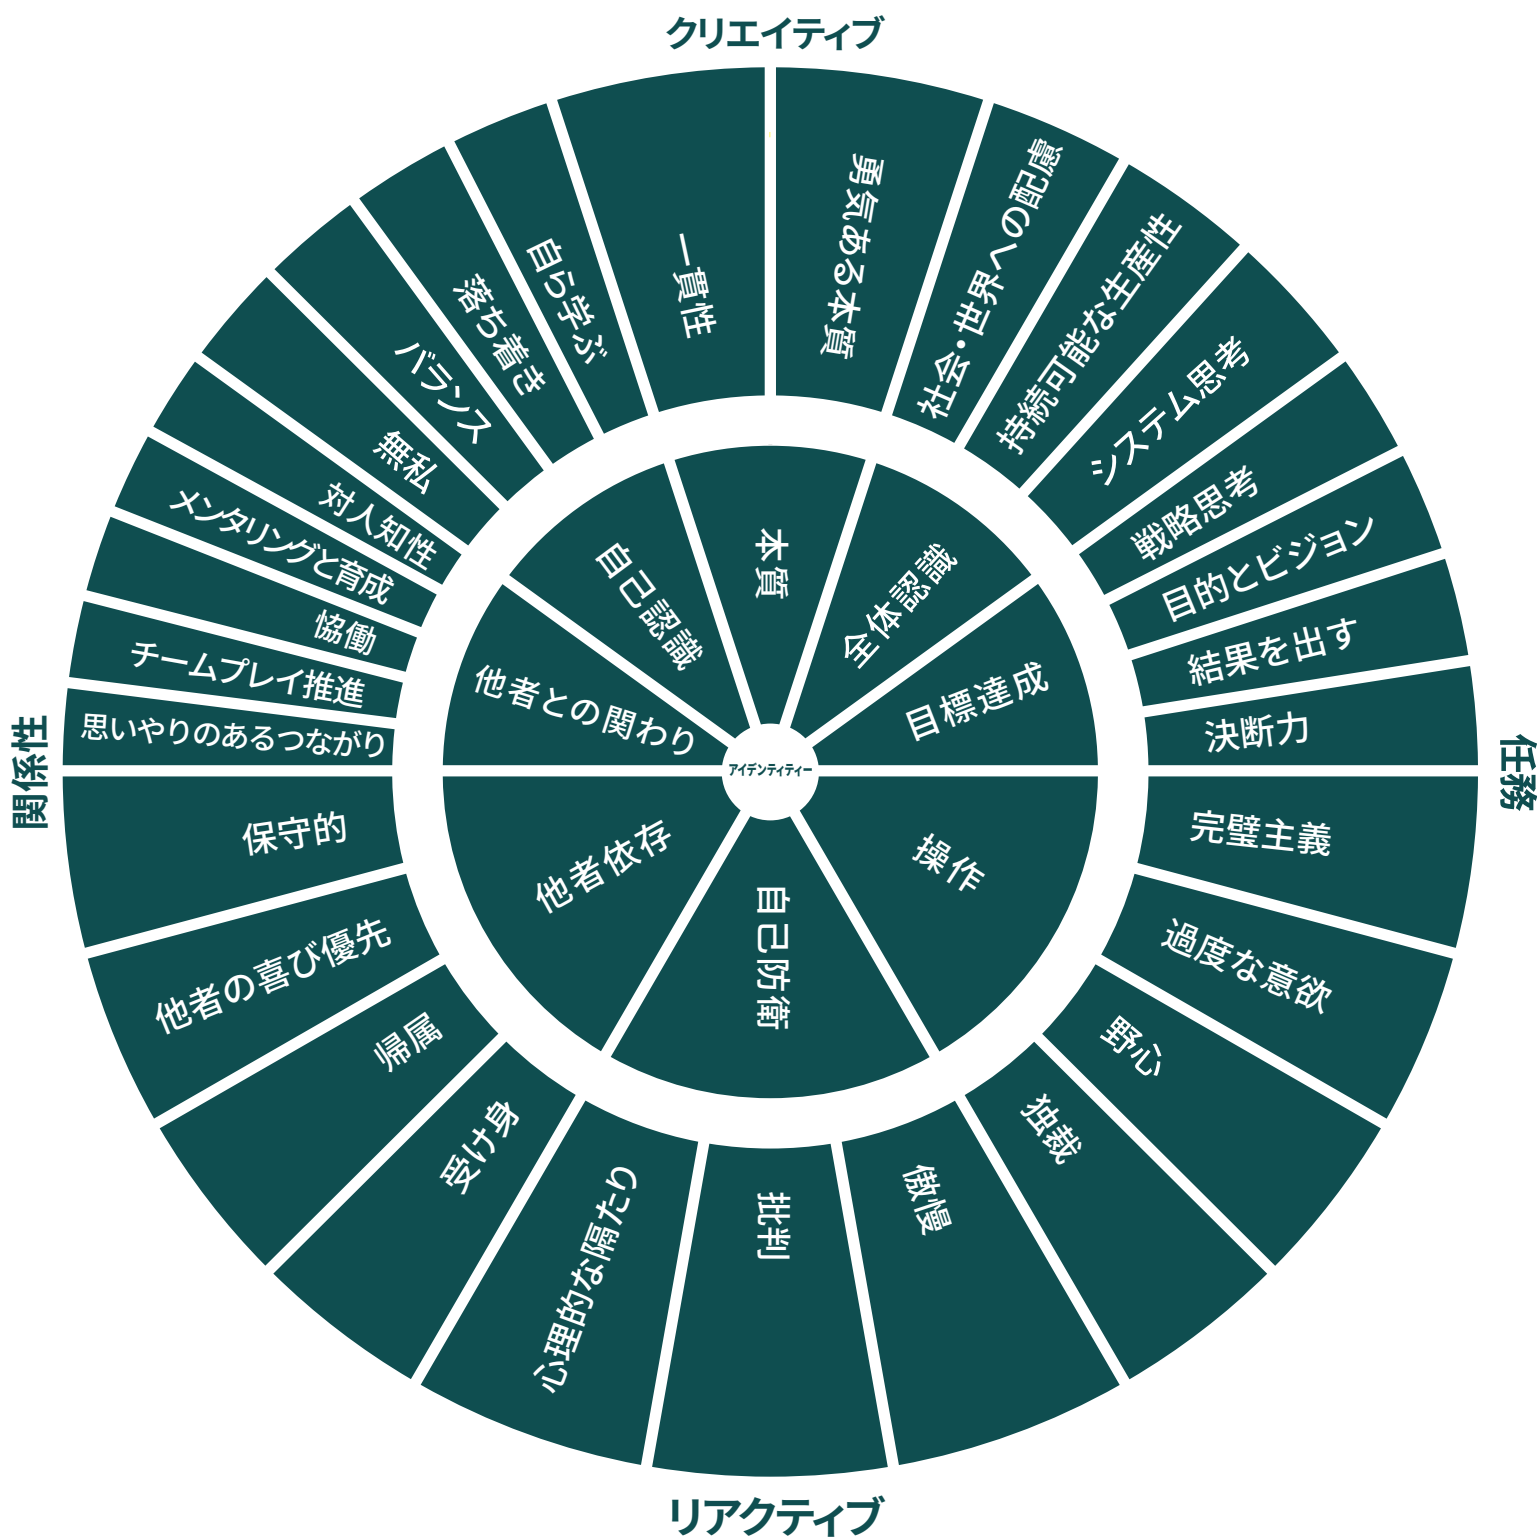 クリエイティブ
一貫性
勇気ある本質
社会・世界への配慮
持続可能な生産性
システム思考
戦略思考
目的とビジョン
結果を出す
決断力
任務
完璧主義
過度な意欲
野心
独裁
傲慢
批判
心理的な隔たり
受け身
帰属
他者の喜び優先
保守的
関係性
思いやりのあるつながり
チームプレイ推進
協働
メンタリングと育成
対人知性
無私
バランス
落ち着き
自ら学ぶ
自己認識
本質
全体認識
他者との関わり
目標達成
アイデンティティー
他者依存
自己防衛
操作
リアクティブ